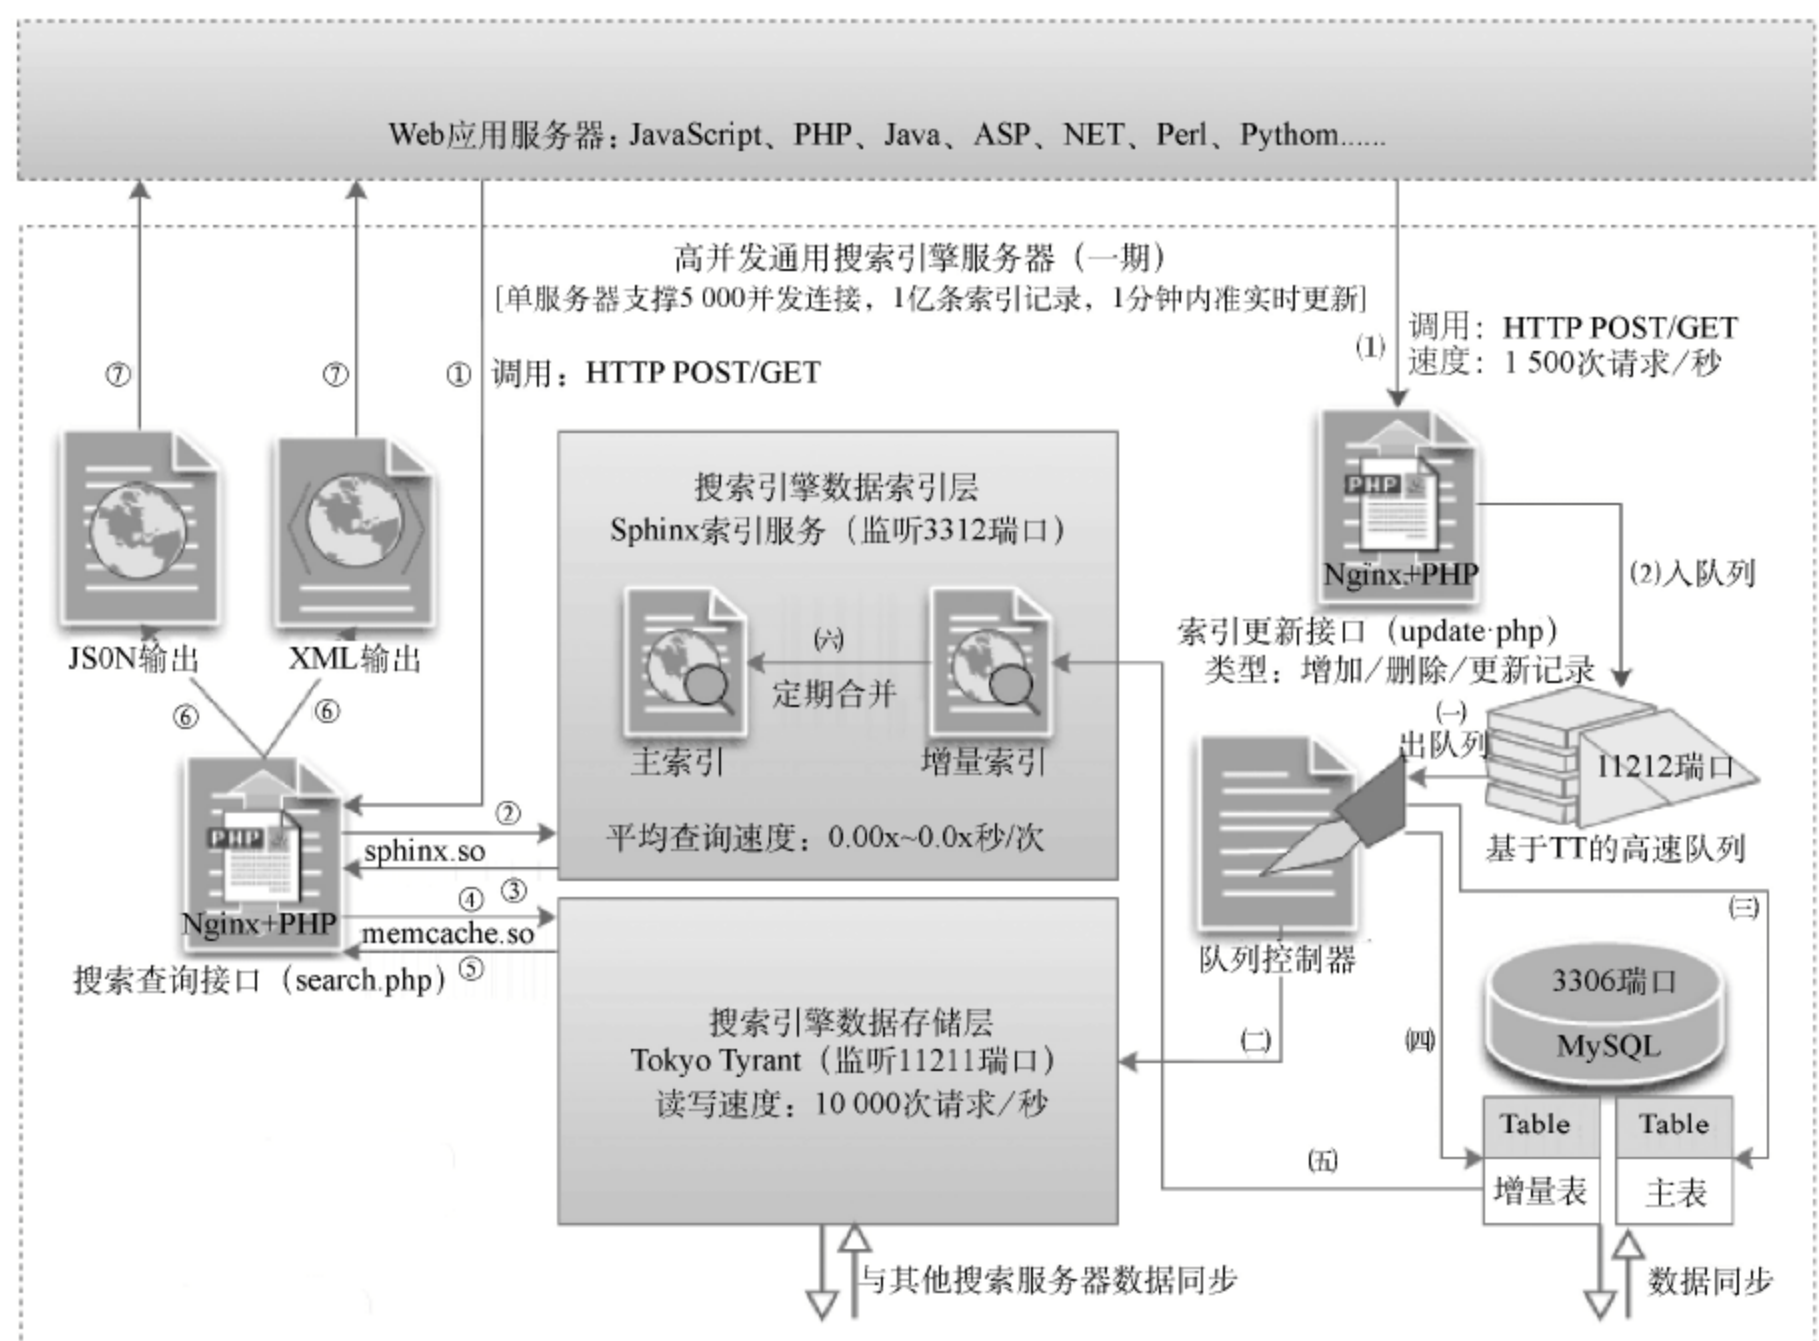 Web应用服务器：JavaScript、PHP、Java、ASP、NET、Perl、Pythom......
高并发通用搜索引擎服务器（一期）
[单服务器支撑5 000并发连接，1亿条索引记录，1分钟内准实时更新]
⑦
⑦
①
调用：HTTP POST/GET
⑴
调用：HTTP POST/GET
速度：1 500次请求/秒
搜索引擎数据索引层
Sphinx索引服务（监听3312瑞口）
PHP
Nginx+PHP
⑵入队列
索引更新接口（update·php）
类型：增加/删除/更新记录
JS0N输出
XML输出
⑥
⑥
㈥
定期合并
主索引
增量索引
㈠
出队列
11212瑞口
基于TT的高速队列
平均查询速度：0.00x~0.0x秒/次
②
sphinx.so
③
PHP
④
Nginx+PHP
memcache.so
⑤
搜索查询接口（search.php）
队列控制器
㈢
3306瑞口
MySQL
搜索引擎数据存储层
Tokyo Tyrant（监听11211瑞口）
读写速度：10 000次请求/秒
㈡
㈣
Table
Table
㈤
增量表
主表
与其他搜索服务器数据同步
数据同步